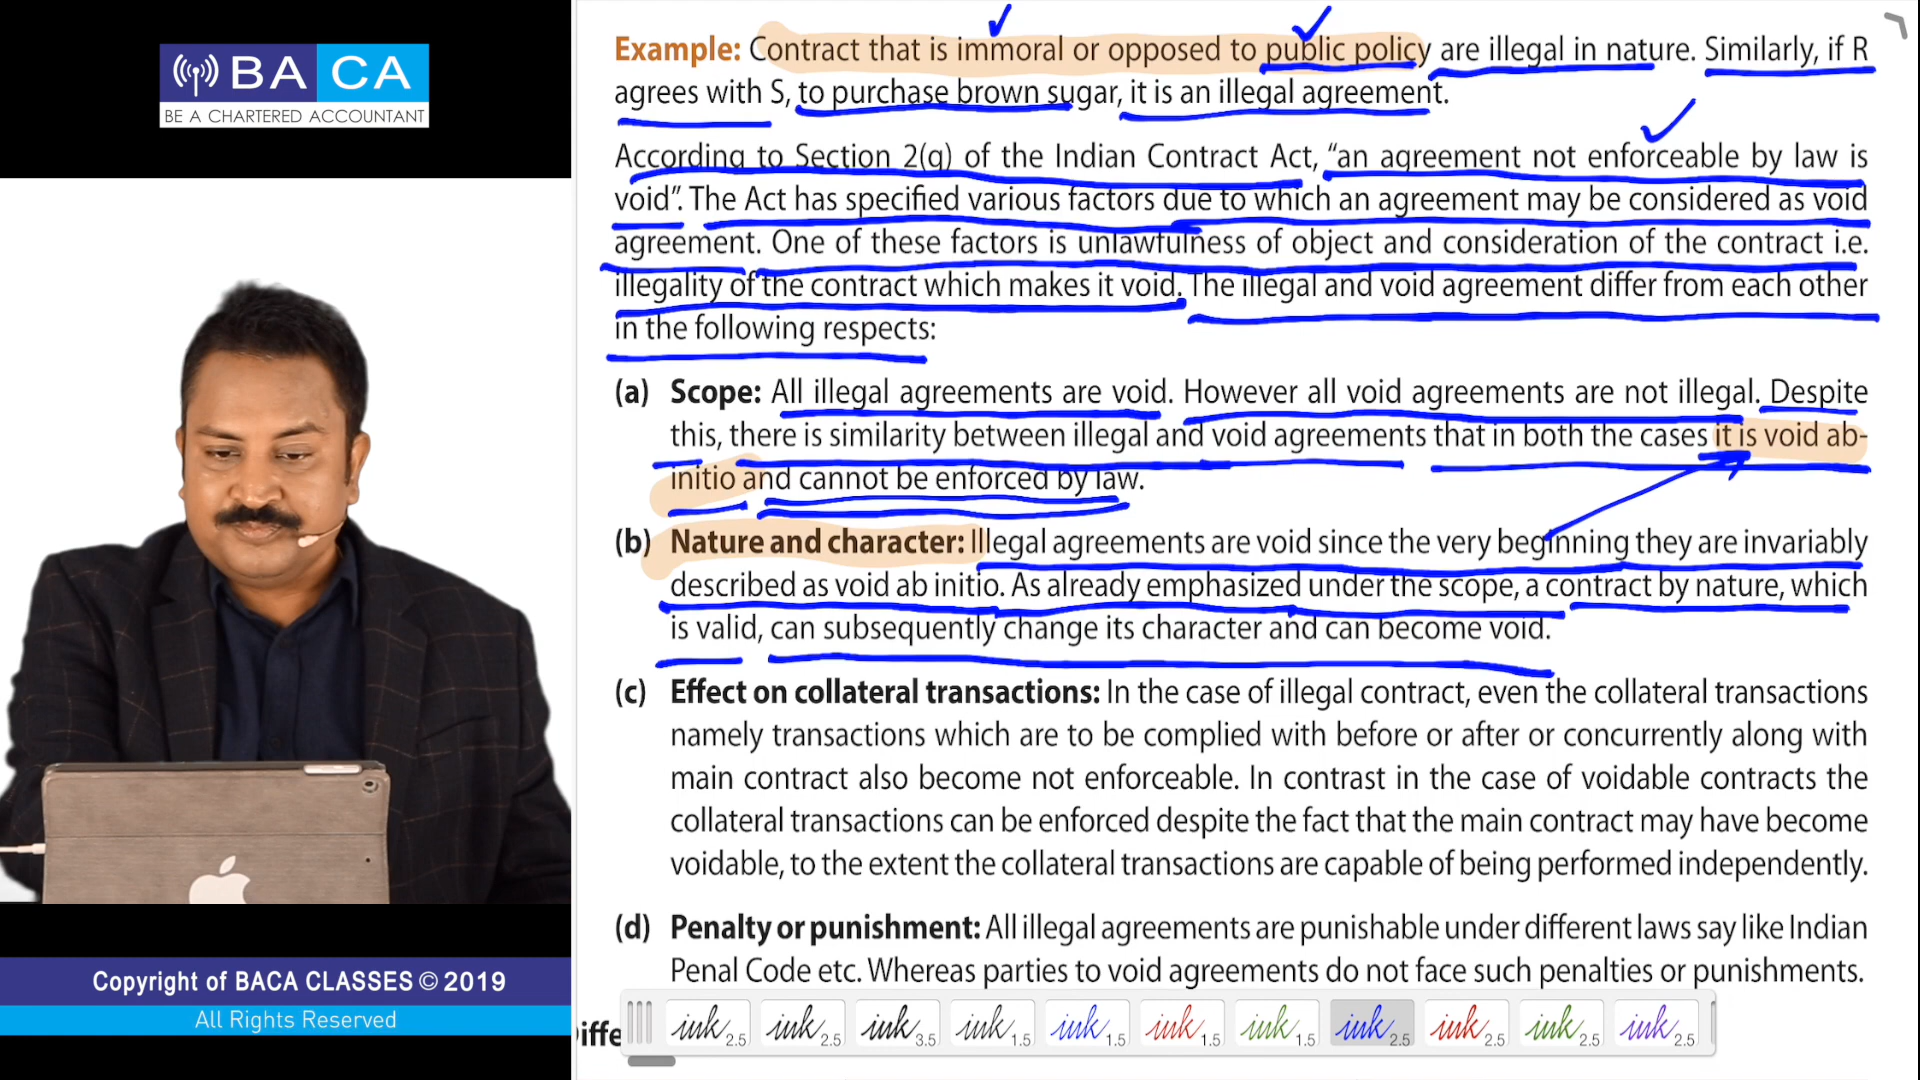 BA CA
BE A CHARTERED ACCOUNTANT
Example: Contract that is immoral or opposed to public policy are illegal in nature. Similarly, if R
agrees with S, to purchase brown sugar, it is an illegal agreement.
According to Section 2(g) of the Indian Contract Act, “an agreement not enforceable by law is
void”. The Act has specified various factors due to which an agreement may be considered as void
agreement. One of these factors is unlawfulness of object and consideration of the contract i.e.
illegality of the contract which makes it void. The illegal and void agreement differ from each other
in the following respects:
(a) Scope: All illegal agreements are void. However all void agreements are not illegal. Despite
this, there is similarity between illegal and void agreements that in both the cases it is void ab-
initio and cannot be enforced by law.
(b) Nature and character: Illegal agreements are void since the very beginning they are invariably
described as void ab initio. As already emphasized under the scope, a contract by nature, which
is valid, can subsequently change its character and can become void.
(c) Effect on collateral transactions: In the case of illegal contract, even the collateral transactions
namely transactions which are to be complied with before or after or concurrently along with
main contract also become not enforceable. In contrast in the case of voidable contracts the
collateral transactions can be enforced despite the fact that the main contract may have become
voidable, to the extent the collateral transactions are capable of being performed independently.
(d) Penalty or punishment: All illegal agreements are punishable under different laws say like Indian
Penal Code etc. Whereas parties to void agreements do not face such penalties or punishments.
Copyright of BACA CLASSES © 2019
All Rights Reserved
ink 2.5 ink 2.5 ink 3.5 ink 1.5 ink 1.5 ink 1.5 ink 1.5 ink 2.5 ink 2.5 ink 2.5 ink 2.5